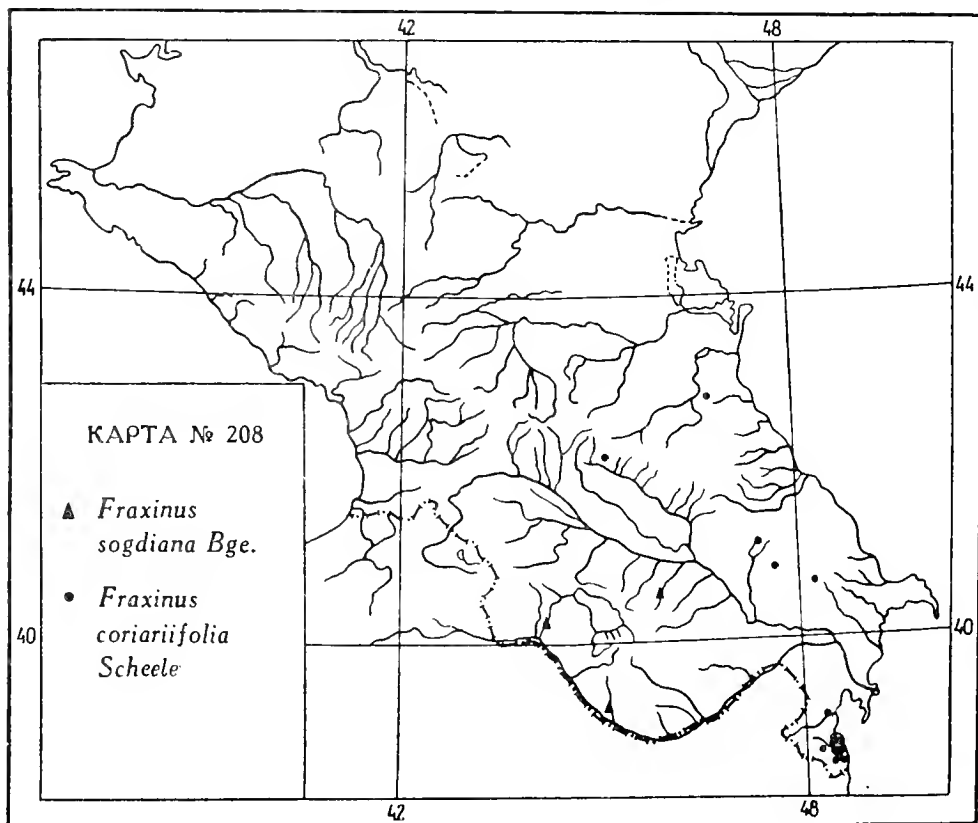 42 48
44 44
КАРТА № 208
Fraxinus
sogdiana Bge.
Fraxinus
coriariifolia
Scheele
40 40
42 48